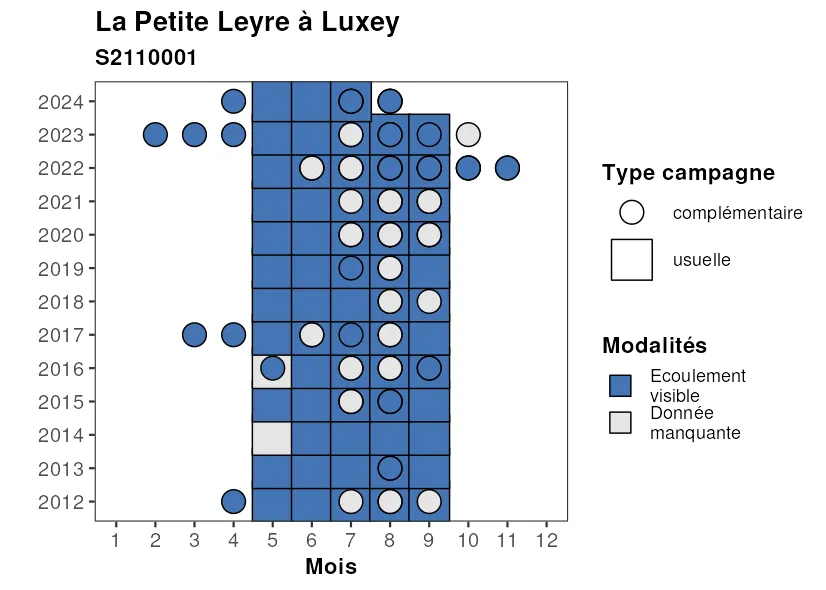 La Petite Leyre à Luxey
S2110001
2024
2023
2022
2021
2020
2019
2018
2017
2016
2015
2014
2013
2012
1 2 3 4 5 6 7 8 9 10 11 12
Mois
Type campagne
complémentaire
usuelle
Modalités
Ecoulement
visible
Donnée
manquante